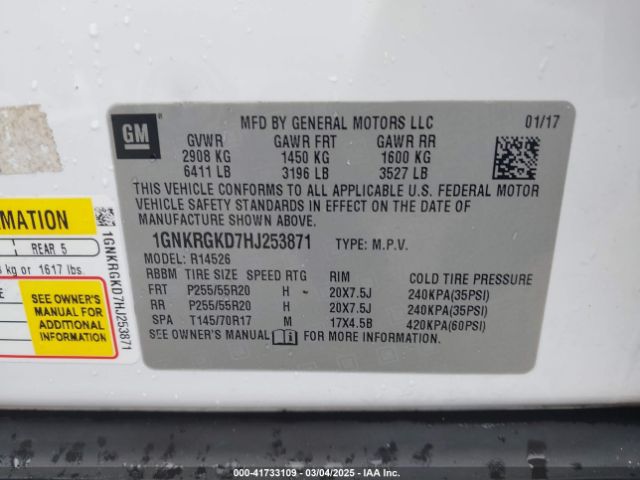 GM
MFD BY GENERAL MOTORS LLC 01/17
GVWR GAWR FRT GAWR RR
2908 KG 1450 KG 1600 KG
6411 LB 3196 LB 3527 LB
THIS VEHICLE CONFORMS TO ALL APPLICABLE U.S. FEDERAL MOTOR
VEHICLE SAFETY STANDARDS IN EFFECT ON THE DATE OF
MANUFACTURE SHOWN ABOVE.
1GNKRGKD7HJ253871 TYPE: M.P.V.
MODEL: R14526
RBBM TIRE SIZE SPEED RTG RIM COLD TIRE PRESSURE
FRT P255/55R20 H 20X7.5J 240KPA(35PSI)
RR P255/55R20 H 20X7.5J 240KPA(35PSI)
SPA T145/70R17 M 17X4.5B 420KPA(60PSI)
SEE OWNER'S MANUAL FOR MORE INFORMATION.
REAR 5
kg or 1617 lbs.
SEE OWNER'S
MANUAL FOR
ADDITIONAL
INFORMATION
1GNKRGKD7HJ253871
000-41733109 - 03/04/2025 - IAAI.com